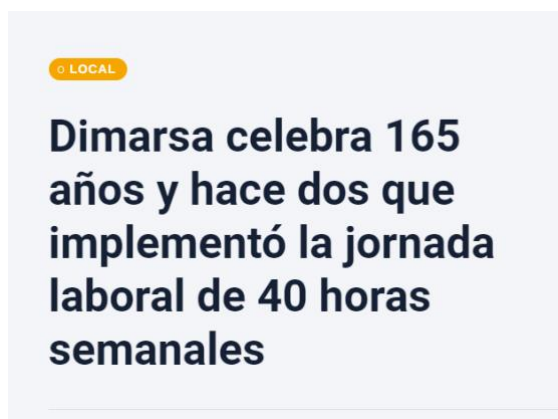 LOCAL
Dimarsa celebra 165
años y hace dos que
implementó la jornada
laboral de 40 horas
semanales